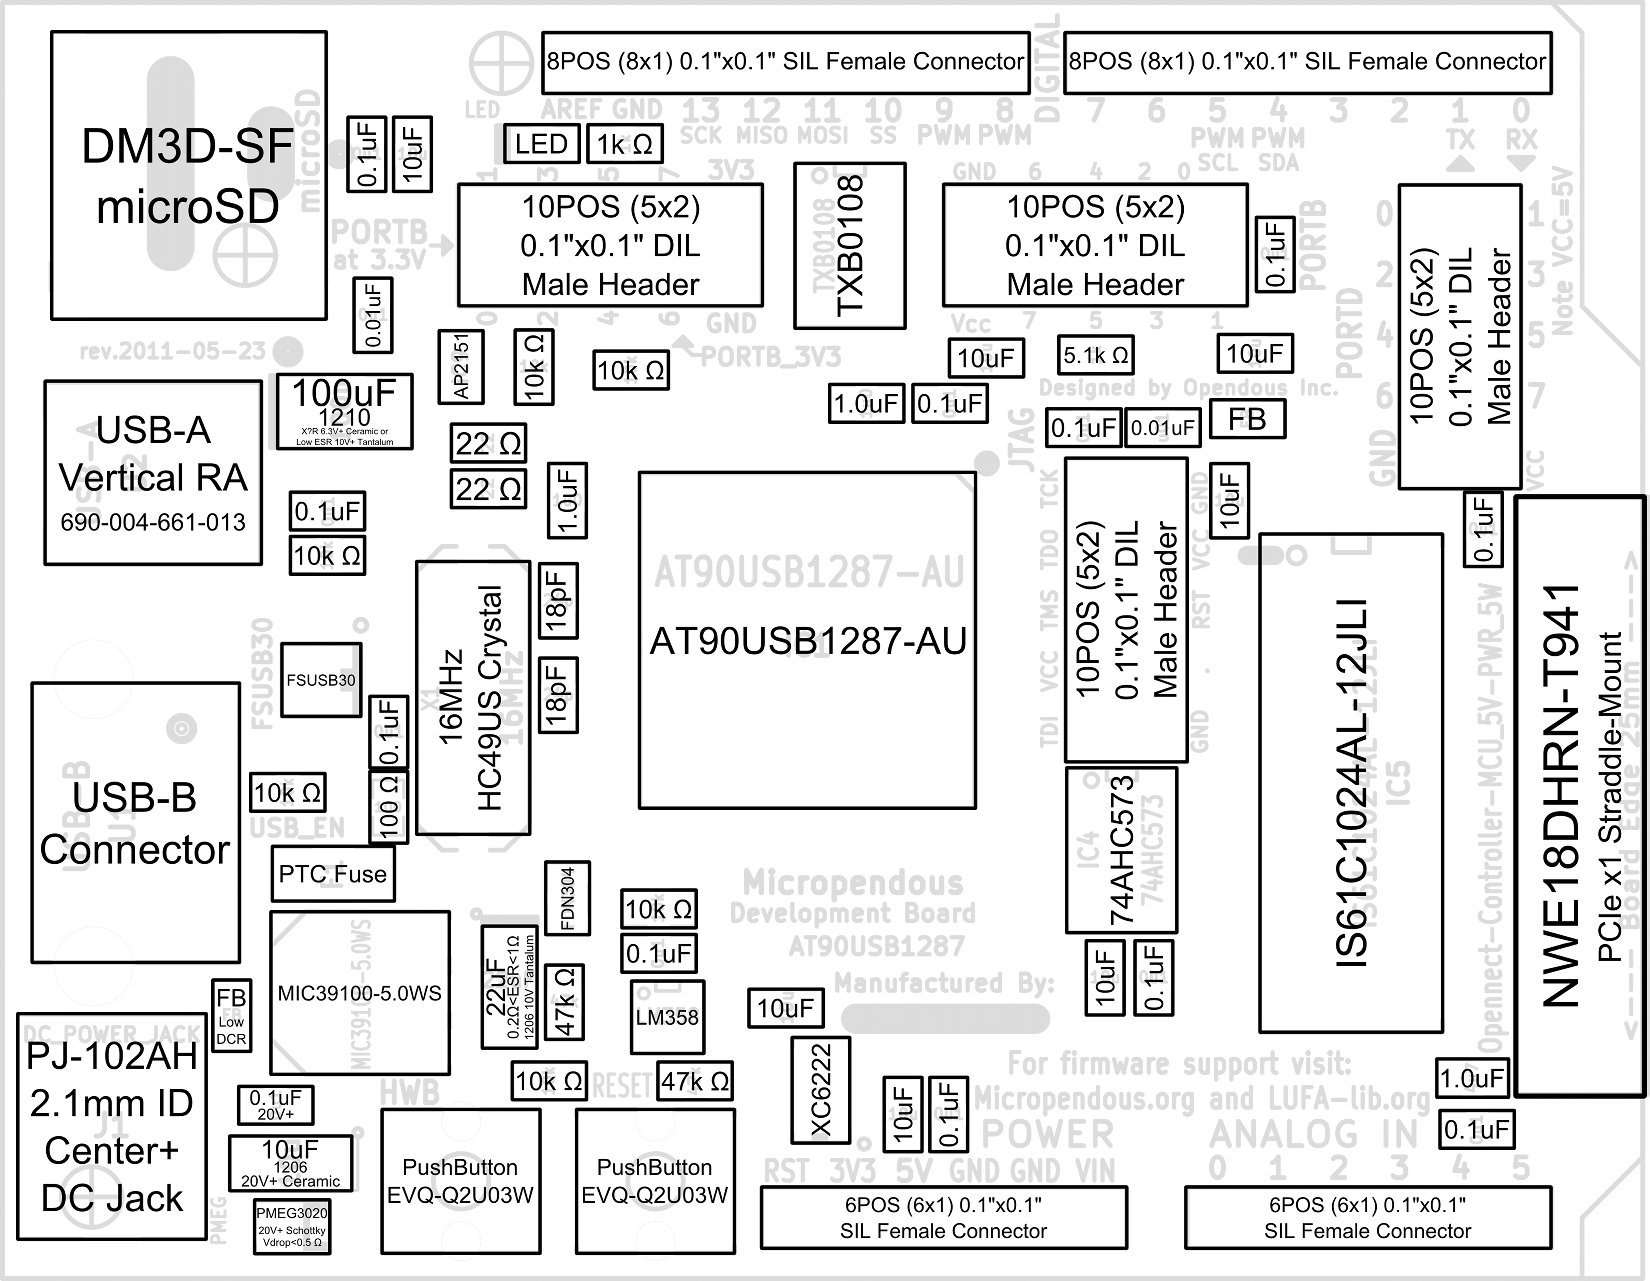 8POS (8x1) 0.1"x0.1" SIL Female Connector
8POS (8x1) 0.1"x0.1" SIL Female Connector
DIGITAL
LED
AREF GND 13 12 11 10 9 8
7 6 5 4 3 2 1 0
SCK MISO MOSI SS PWM PWM
PWM PWM
SCL SDA
TX RX
DM3D-SF
microSD
microSD
0.1uF
10uF
LED
1k Ω
1 3 5 7 3V3
GND 6 4 2 0
PORTB
at 3.3V
10POS (5x2)
0.1"x0.1" DIL
Male Header
TXB0108
TXB0108
10POS (5x2)
0.1"x0.1" DIL
Male Header
0.1uF
PORTB
10POS (5x2)
0.1"x0.1" DIL
Male Header
0 1
2 3
4 5
6 7
GND VCC
PORTD
Note VCC=5V
0.01uF
0 2 4 6 GND
PORTB_3V3
Vcc 7 5 3 1
rev.2011-05-23
AP2151
10k Ω
10k Ω
10uF
5.1k Ω
10uF
Designed by Opendous Inc.
100uF
1210
X?R 6.3V+ Ceramic or
Low ESR 10V+ Tantalum
1.0uF
0.1uF
0.1uF
0.01uF
FB
JTAG
USB-A
USB-A
Vertical RA
690-004-661-013
22 Ω
22 Ω
1.0uF
0.1uF
10k Ω
AT90USB1287-AU
AT90USB1287-AU
TCK GND
TDO VCC
TMS RST
VCC .
TDI GND
10POS (5x2)
0.1"x0.1" DIL
Male Header
10uF
0.1uF
16MHz
HC49US Crystal
X1
16MHz
18pF
18pF
FSUSB30
FSUSB30
0.1uF
100 Ω
IS61C1024AL-12JLI
IS61C1024AL-12JLI
IC5
Opennect-Controller-MCU_5V-PWR_5W
NWE18DHRN-T941
PCIe x1 Straddle-Mount
<---- Board Edge 25mm ---->
USB-B
USB-B
Connector
10k Ω
USB_EN
PTC Fuse
74AHC573
IC4
74AHC573
Micropendous
Development Board
AT90USB1287
Manufactured By:
FDN304
10k Ω
0.1uF
MIC39100-5.0WS
MIC39100-5.0WS
22uF
0.2Ω<ESR<1Ω
1206 10V Tantalum
47k Ω
LM358
10uF
10uF
0.1uF
FB
Low
DCR
DC_POWER_JACK
PJ-102AH
2.1mm ID
Center+
DC Jack
J1
0.1uF
20V+
10uF
1206
20V+ Ceramic
PMEG
PMEG3020
20V+ Schottky
Vdrop<0.5 Ω
HWB
10k Ω
RESET
47k Ω
PushButton
EVQ-Q2U03W
PushButton
EVQ-Q2U03W
XC6222
10uF
0.1uF
For firmware support visit:
Micropendous.org and LUFA-lib.org
1.0uF
0.1uF
POWER
ANALOG IN
RST 3V3 5V GND GND VIN
0 1 2 3 4 5
6POS (6x1) 0.1"x0.1"
SIL Female Connector
6POS (6x1) 0.1"x0.1"
SIL Female Connector